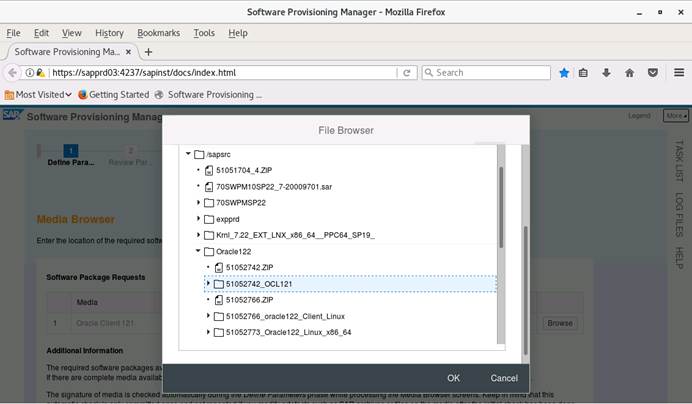 Software Provisioning Manager - Mozilla Firefox
File Edit View History Bookmarks Tools Help
Software Provisioning Ma...
https://sapprd03:4237/sapinst/docs/index.html
Search
Most Visited Getting Started Software Provisioning ...
SAP Software Provisioning Manag
Legend More
1 2
Define Para... Review Par...
TASK LIST
LOG FILES
HELP
File Browser
/sapsrc
51051704_4.ZIP
70SWPM10SP22_7-20009701.sar
70SWPMSP22
expprd
Krnl_7.22_EXT_LNX_x86_64__PPC64_SP19_
Oracle122
51052742.ZIP
51052742_OCL121
51052766.ZIP
51052766_oracle122_Client_Linux
51052773_Oracle122_Linux_x86_64
OK Cancel
Media Browser
Enter the location of the required softw
Software Package Requests
Media
1 Oracle Client 121 Browse
Additional Information
The required software packages av
If there are complete media availab
The signature of media is checked automatically during the Define Parameters phase while processing the Media Browser screens. Keep in mind that this